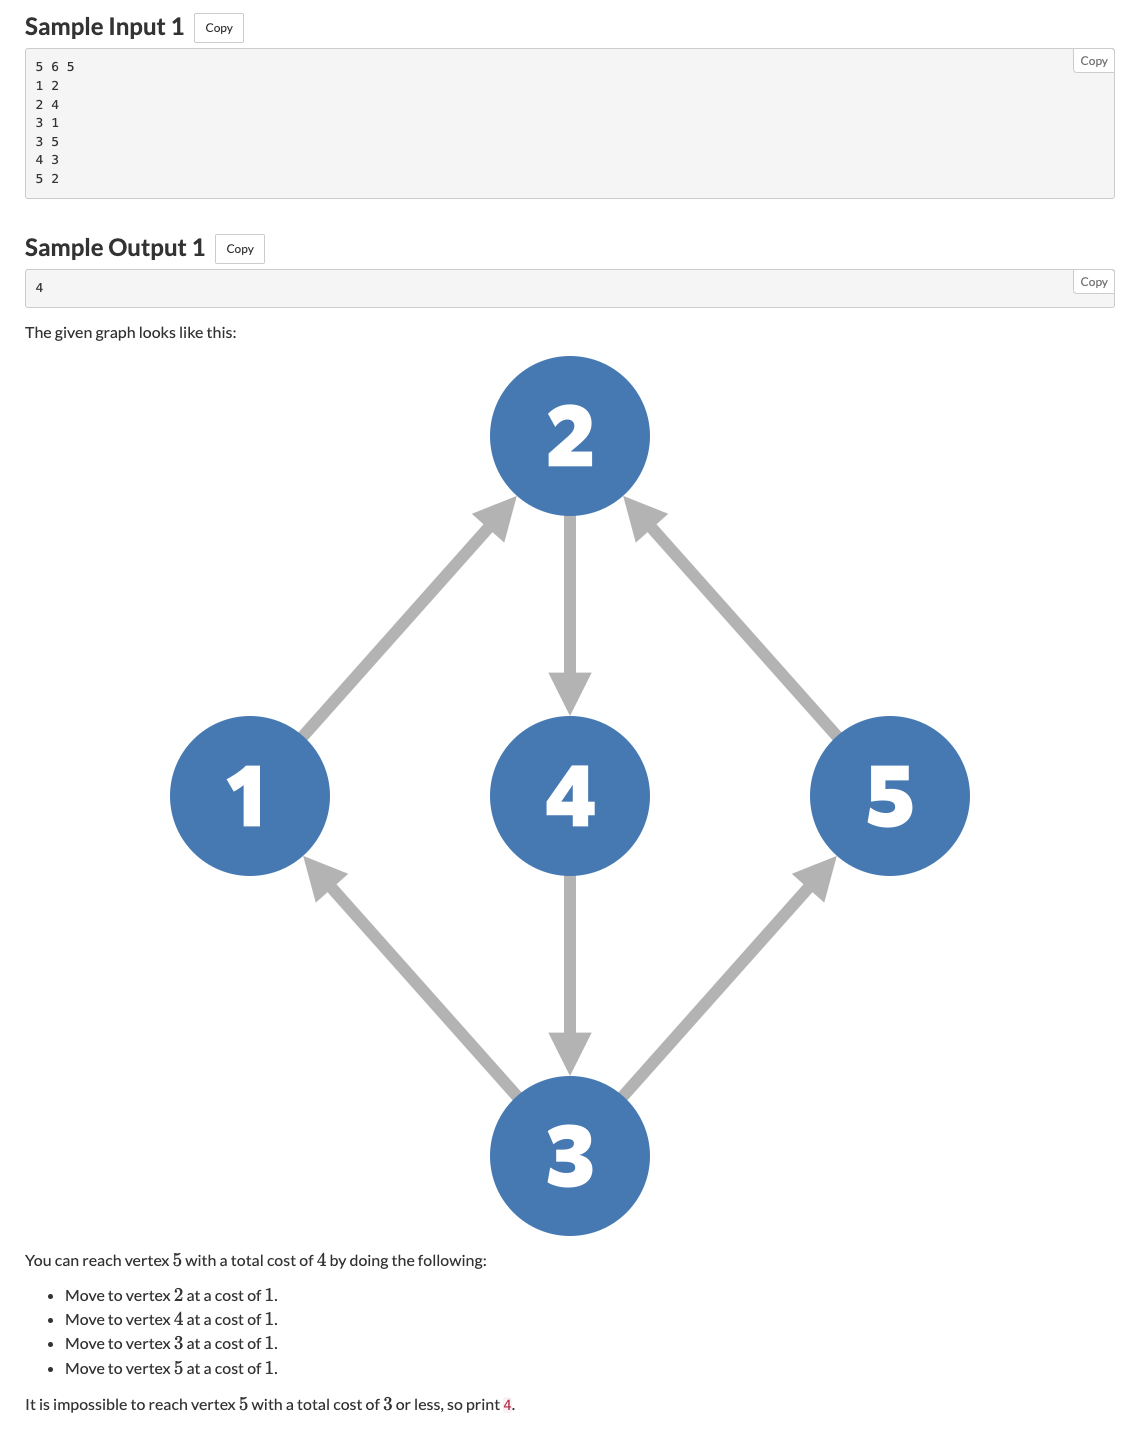 Sample Input 1 Copy
Copy
5 6 5
1 2
2 4
3 1
3 5
4 3
5 2
Sample Output 1 Copy
Copy
4
The given graph looks like this:
2
1 4 5
3
You can reach vertex 5 with a total cost of 4 by doing the following:
• Move to vertex 2 at a cost of 1.
• Move to vertex 4 at a cost of 1.
• Move to vertex 3 at a cost of 1.
• Move to vertex 5 at a cost of 1.
It is impossible to reach vertex 5 with a total cost of 3 or less, so print 4.